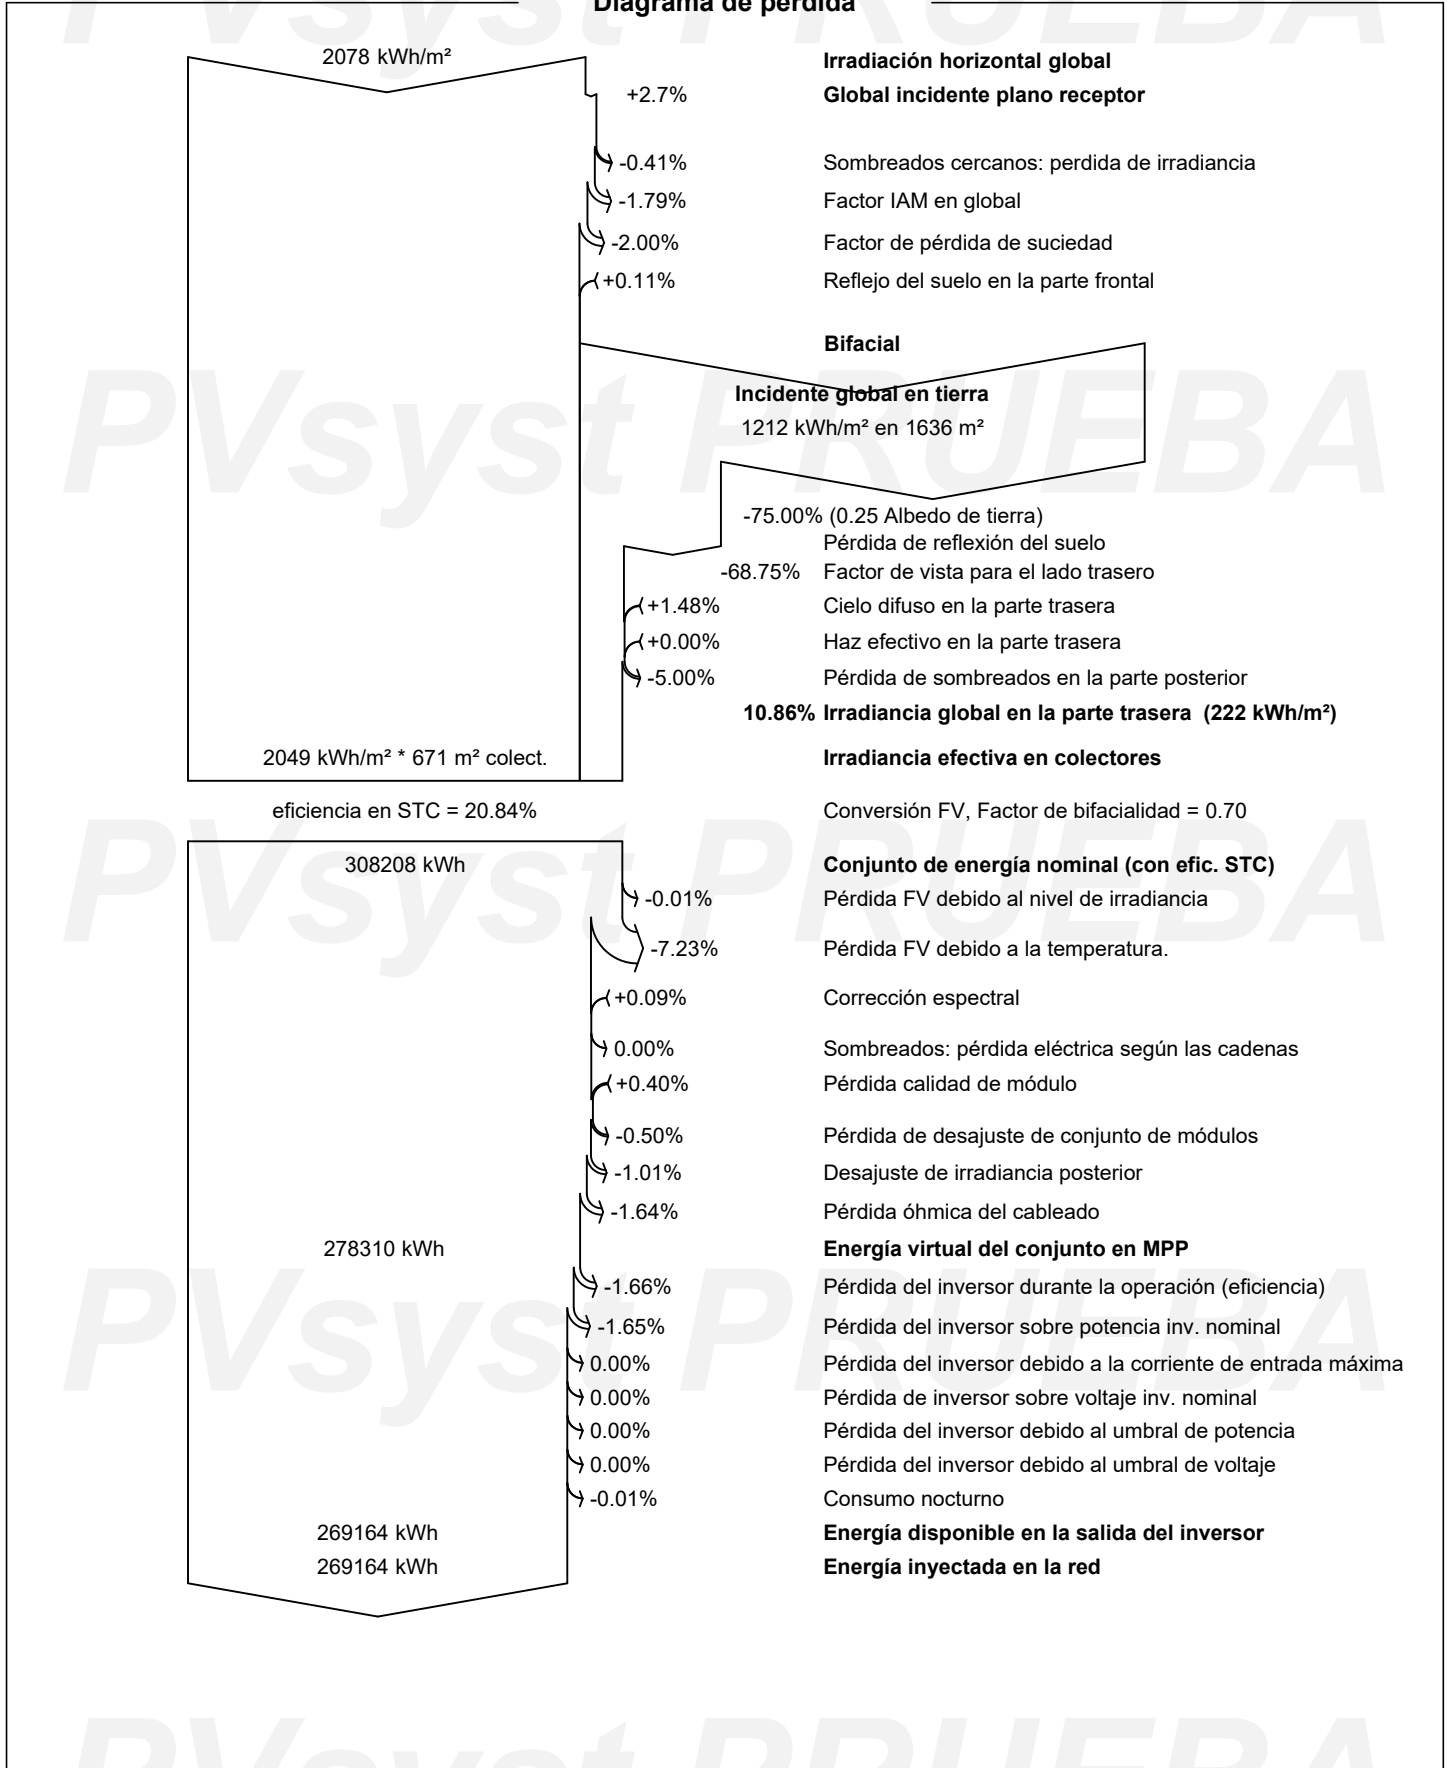 Diagrama de pérdida
2078 kWh/m² Irradiación horizontal global
+2.7% Global incidente plano receptor
-0.41% Sombreados cercanos: perdida de irradiancia
-1.79% Factor IAM en global
-2.00% Factor de pérdida de suciedad
+0.11% Reflejo del suelo en la parte frontal
Bifacial
Incidente global en tierra
1212 kWh/m² en 1636 m²
-75.00% (0.25 Albedo de tierra)
Pérdida de reflexión del suelo
-68.75% Factor de vista para el lado trasero
+1.48% Cielo difuso en la parte trasera
+0.00% Haz efectivo en la parte trasera
-5.00% Pérdida de sombreados en la parte posterior
10.86% Irradiancia global en la parte trasera (222 kWh/m²)
2049 kWh/m² * 671 m² colect. Irradiancia efectiva en colectores
eficiencia en STC = 20.84% Conversión FV, Factor de bifacialidad = 0.70
308208 kWh Conjunto de energía nominal (con efic. STC)
-0.01% Pérdida FV debido al nivel de irradiancia
-7.23% Pérdida FV debido a la temperatura.
+0.09% Corrección espectral
0.00% Sombreados: pérdida eléctrica según las cadenas
+0.40% Pérdida calidad de módulo
-0.50% Pérdida de desajuste de conjunto de módulos
-1.01% Desajuste de irradiancia posterior
-1.64% Pérdida óhmica del cableado
278310 kWh Energía virtual del conjunto en MPP
-1.66% Pérdida del inversor durante la operación (eficiencia)
-1.65% Pérdida del inversor sobre potencia inv. nominal
0.00% Pérdida del inversor debido a la corriente de entrada máxima
0.00% Pérdida de inversor sobre voltaje inv. nominal
0.00% Pérdida del inversor debido al umbral de potencia
0.00% Pérdida del inversor debido al umbral de voltaje
-0.01% Consumo nocturno
269164 kWh Energía disponible en la salida del inversor
269164 kWh Energía inyectada en la red
PVsyst PRUEBA
PVsyst PRUEBA
PVsyst PRUEBA
PVsyst PRUEBA
PVsyst PRUEBA